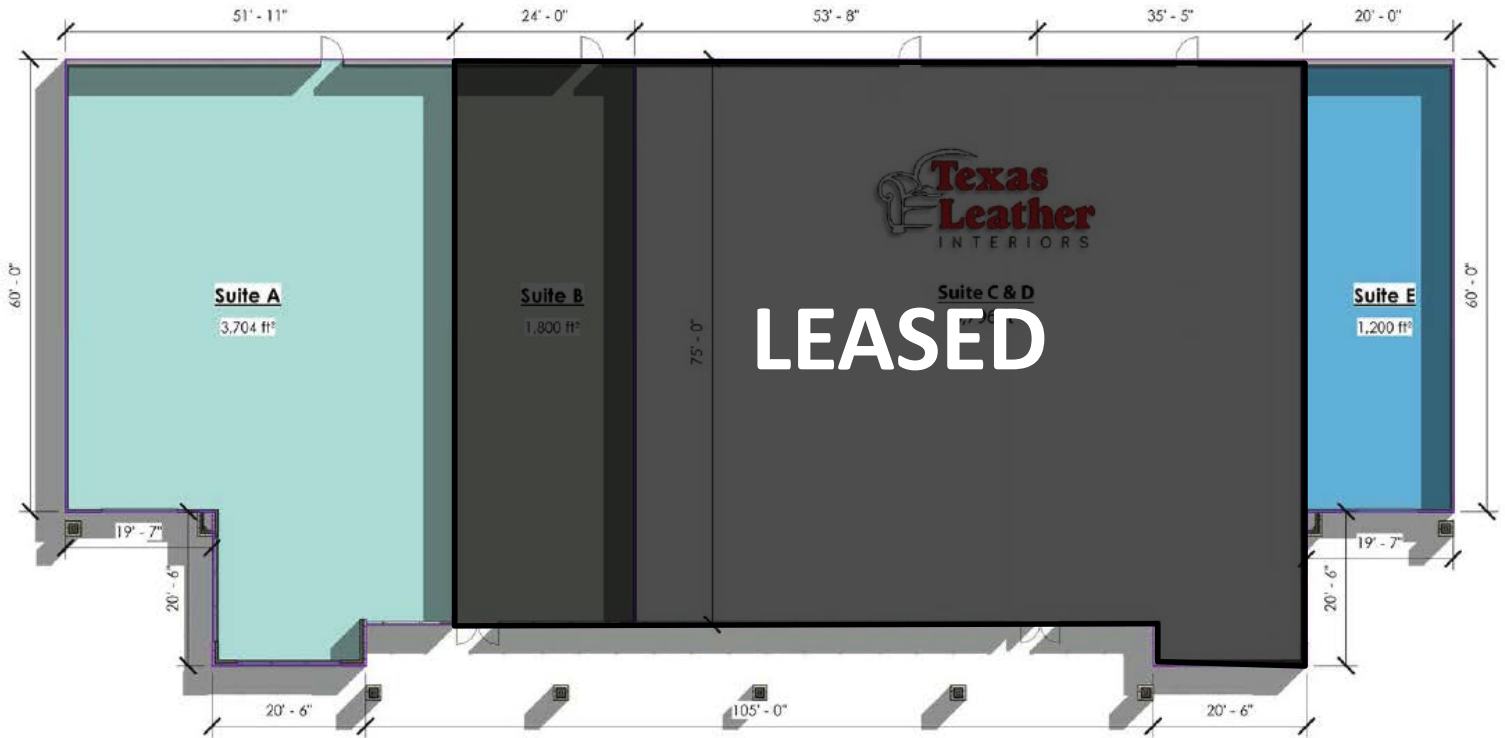 51' - 11"
24' - 0"
53' - 8"
35' - 5"
20' - 0"
Texas
Leather
INTERIORS
60' - 0"
Suite A
3,704 ft²
Suite B
1,800 ft²
75' - 0"
Suite C & D
LEASED
Suite E
1,200 ft²
60' - 0"
19' - 7"
20' - 6"
19' - 7"
20' - 6"
20' - 6"
105' - 0"
20' - 6"